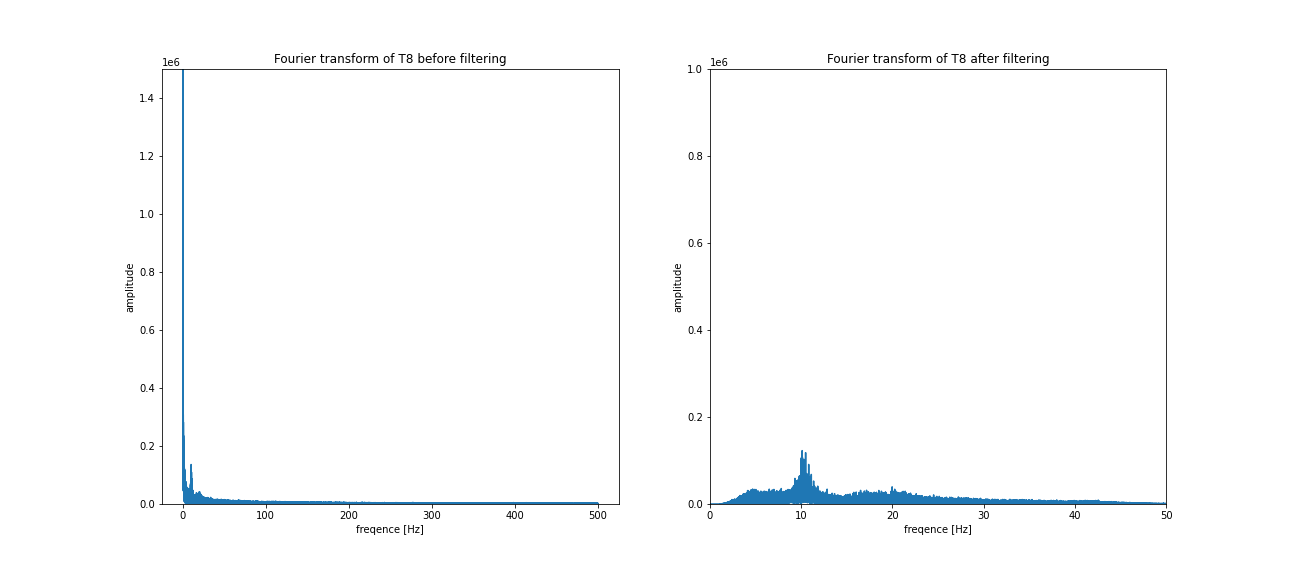 Fourier transform of T8 before filtering
1e6
1.4
1.2
1.0
0.8
0.6
0.4
0.2
0.0
amplitude
0 100 200 300 400 500
freqence [Hz]
Fourier transform of T8 after filtering
1e6
1.0
0.8
0.6
0.4
0.2
0.0
amplitude
0 10 20 30 40 50
freqence [Hz]